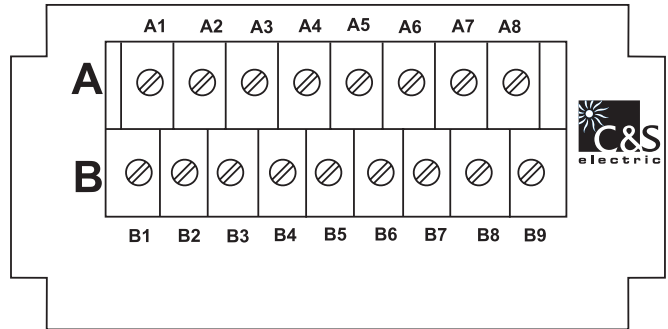 A1 A2 A3 A4 A5 A6 A7 A8
A
C&S
electric
B
B1 B2 B3 B4 B5 B6 B7 B8 B9